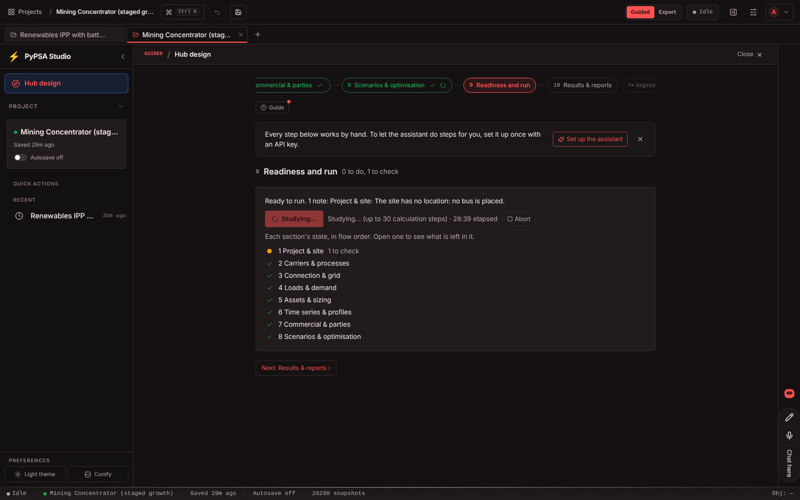 Projects / Mining Concentrator (staged gr... Ctrl K Guided Expert Idle A
Renewables IPP with batt... Mining Concentrator (stag... × +
PyPSA Studio
GUIDED / Hub design Close ×
Hub design
PROJECT
Mining Concentrator (stag...
Saved 29m ago
Autosave off
QUICK ACTIONS
RECENT
Renewables IPP ... 30m ago
ommercial & parties 8 Scenarios & optimisation 9 Readiness and run 10 Results & reports Improv
Guide
Every step below works by hand. To let the assistant do steps for you, set it up once with
an API key.
Set up the assistant
9 Readiness and run 0 to do, 1 to check
Ready to run. 1 note: Project & site: The site has no location: no bus is placed.
Studying... Studying... (up to 30 calculation steps) · 28:39 elapsed Abort
Each section's state, in flow order. Open one to see what is left in it.
1 Project & site 1 to check
2 Carriers & processes
3 Connection & grid
4 Loads & demand
5 Assets & sizing
6 Time series & profiles
7 Commercial & parties
8 Scenarios & optimisation
Next: Results & reports ›
Chat here
PREFERENCES
Light theme Comfy
Idle Mining Concentrator (staged growth) Saved 29m ago Autosave off 26280 snapshots Obj: —